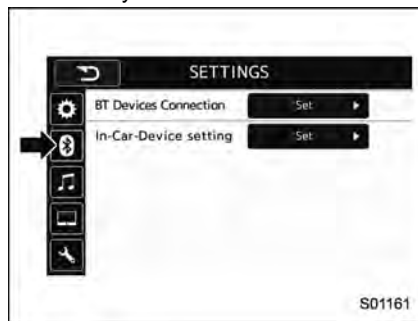 SETTINGS
BT Devices Connection Set
In-Car-Device setting Set
S01161